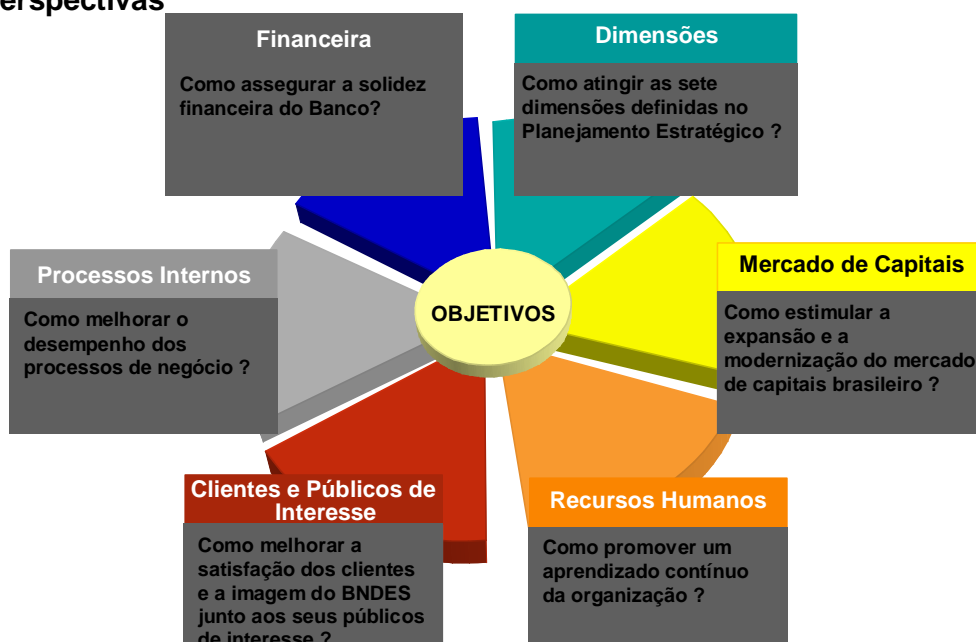 erspectivas
Financeira
Como assegurar a solidez
financeira do Banco?
Dimensões
Como atingir as sete
dimensões definidas no
Planejamento Estratégico ?
Processos Internos
Como melhorar o
desempenho dos
processos de negócio ?
OBJETIVOS
Mercado de Capitais
Como estimular a
expansão e a
modernização do mercado
de capitais brasileiro ?
Clientes e Públicos de
Interesse
Como melhorar a
satisfação dos clientes
e a imagem do BNDES
junto aos seus públicos
de interesse ?
Recursos Humanos
Como promover um
aprendizado contínuo
da organização ?